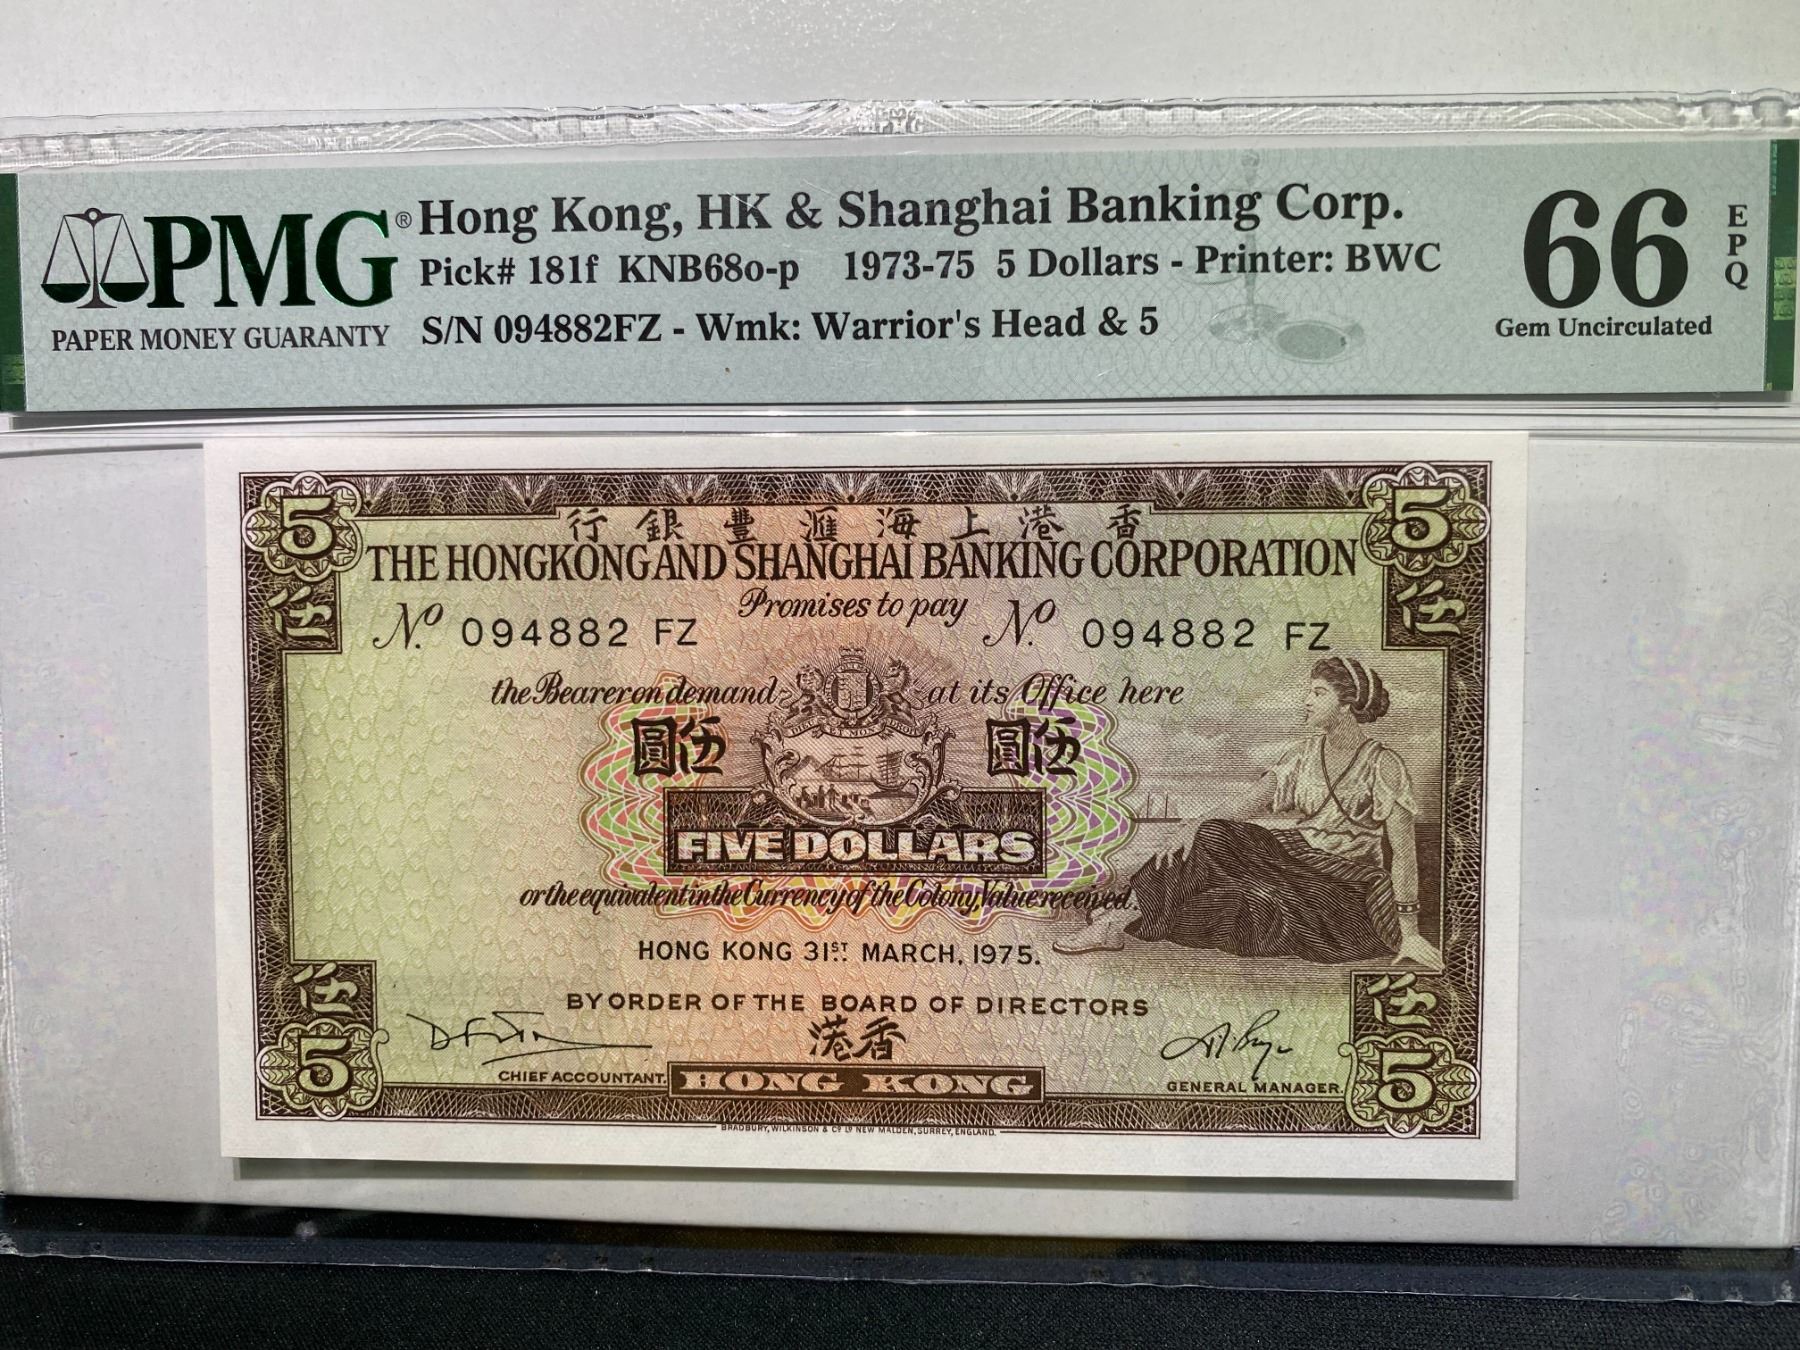 PMG® Hong Kong, HK & Shanghai Banking Corp.
Pick# 181f KNB68o-p 1973-75 5 Dollars - Printer: BWC
S/N 094882FZ - Wmk: Warrior's Head & 5
PAPER MONEY GUARANTY
66 EPQ
Gem Uncirculated
5 5
行銀豐滙海上港香
THE HONGKONG AND SHANGHAI BANKING CORPORATION
伍 伍
Promises to pay
No. 094882 FZ No. 094882 FZ
the Bearer on demand at its Office here
圓伍 圓伍
FIVE DOLLARS
or the equivalent in the Currency of the Colony, Value received.
HONG KONG 31ST MARCH, 1975.
BY ORDER OF THE BOARD OF DIRECTORS
伍 伍
港香
5 5
CHIEF ACCOUNTANT. HONG KONG GENERAL MANAGER.
BRADBURY, WILKINSON & Co. Ld. NEW MALDEN, SURREY, ENGLAND.